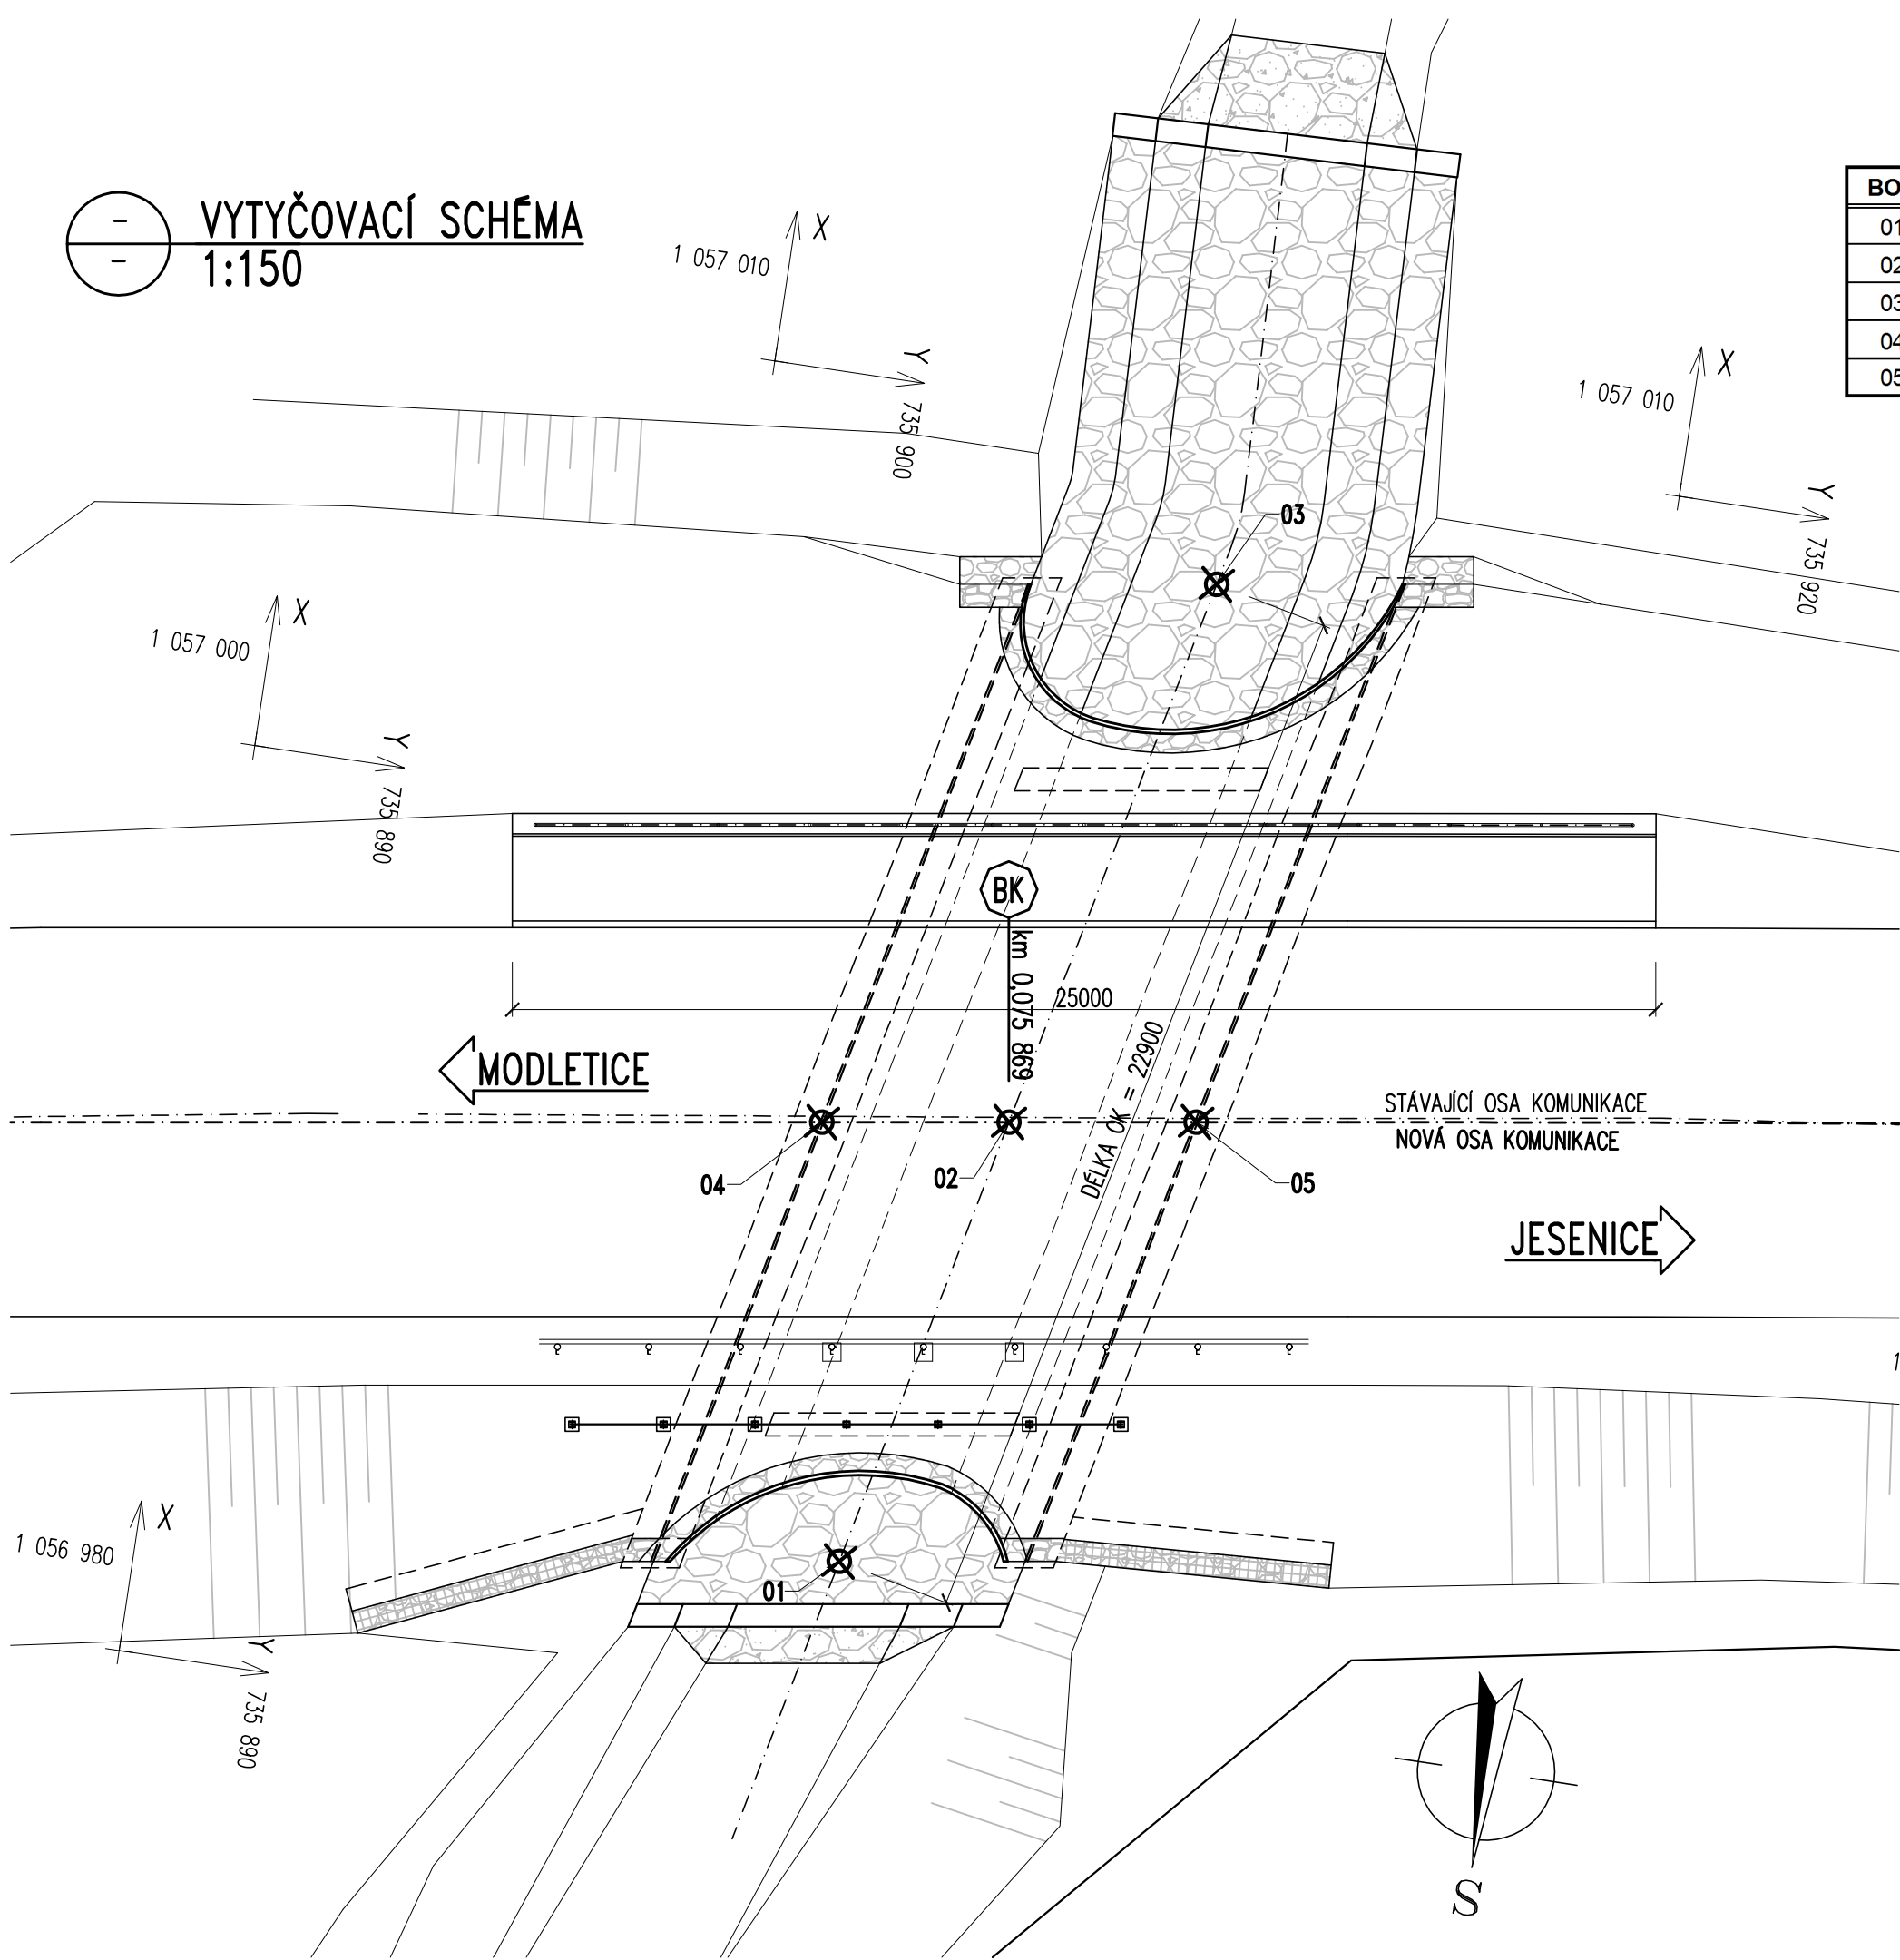 VYTYČOVACÍ SCHÉMA
1:150
X
1 057 010
Y
735 900
BO
01
02
03
04
05
X
1 057 010
Y
735 920
03
X
1 057 000
Y
735 890
BK
km 0,075 869
25000
MODLETICE
DÉLKA OK = 22900
STÁVAJÍCÍ OSA KOMUNIKACE
NOVÁ OSA KOMUNIKACE
04
02
05
JESENICE
X
1 056 980
Y
735 890
01
1
S